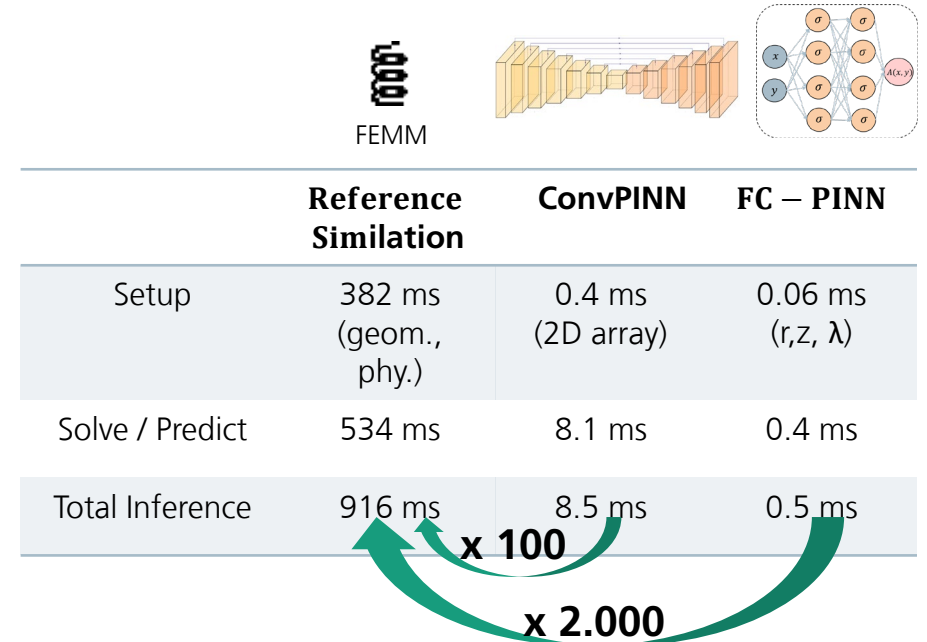 x
y
σ
σ
σ
σ
σ
σ
σ
σ
A(x, y)
FEMM
Reference ConvPINN FC − PINN
Similation
Setup 382 ms 0.4 ms 0.06 ms
(geom., (2D array) (r,z, λ)
phy.)
Solve / Predict 534 ms 8.1 ms 0.4 ms
Total Inference 916 ms 8.5 ms 0.5 ms
x 100
x 2.000